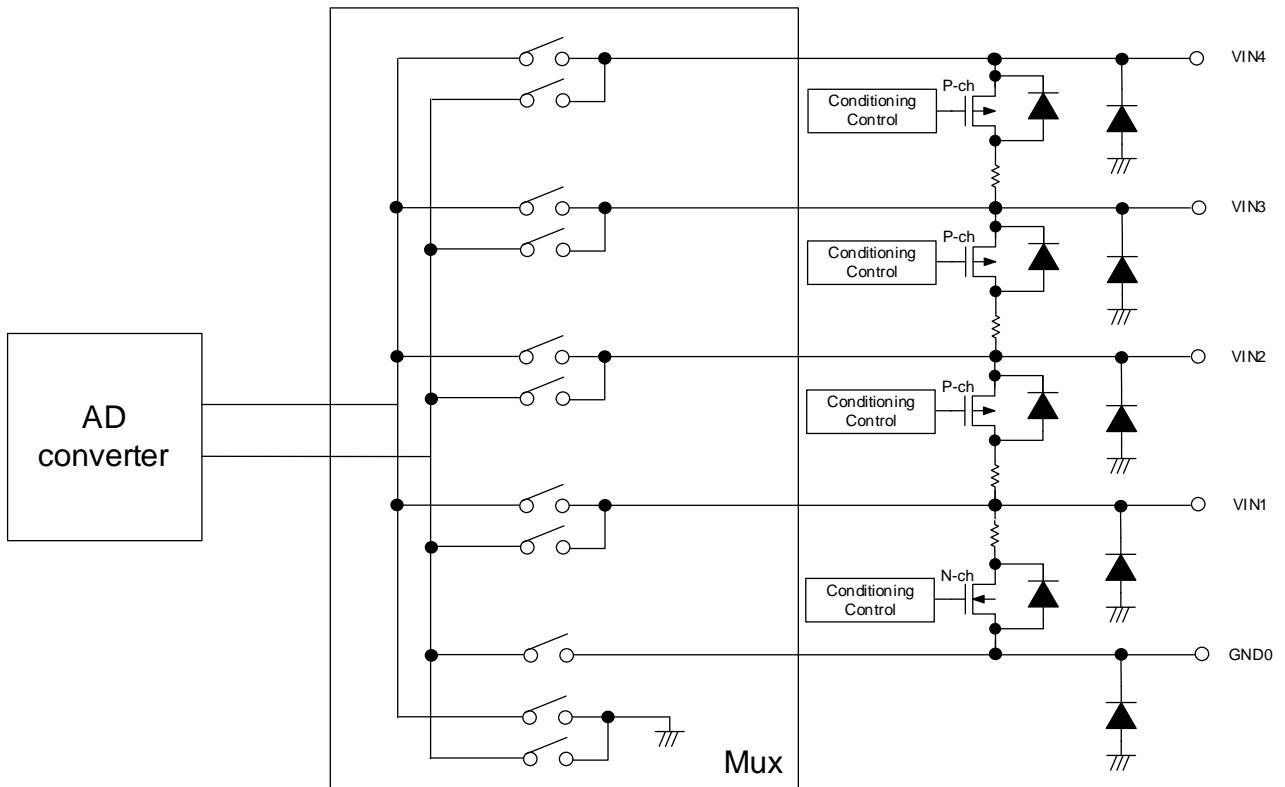 VIN4
P-ch
Conditioning
Control
VIN3
P-ch
Conditioning
Control
VIN2
P-ch
Conditioning
Control
AD
converter
VIN1
N-ch
Conditioning
Control
GND0
Mux